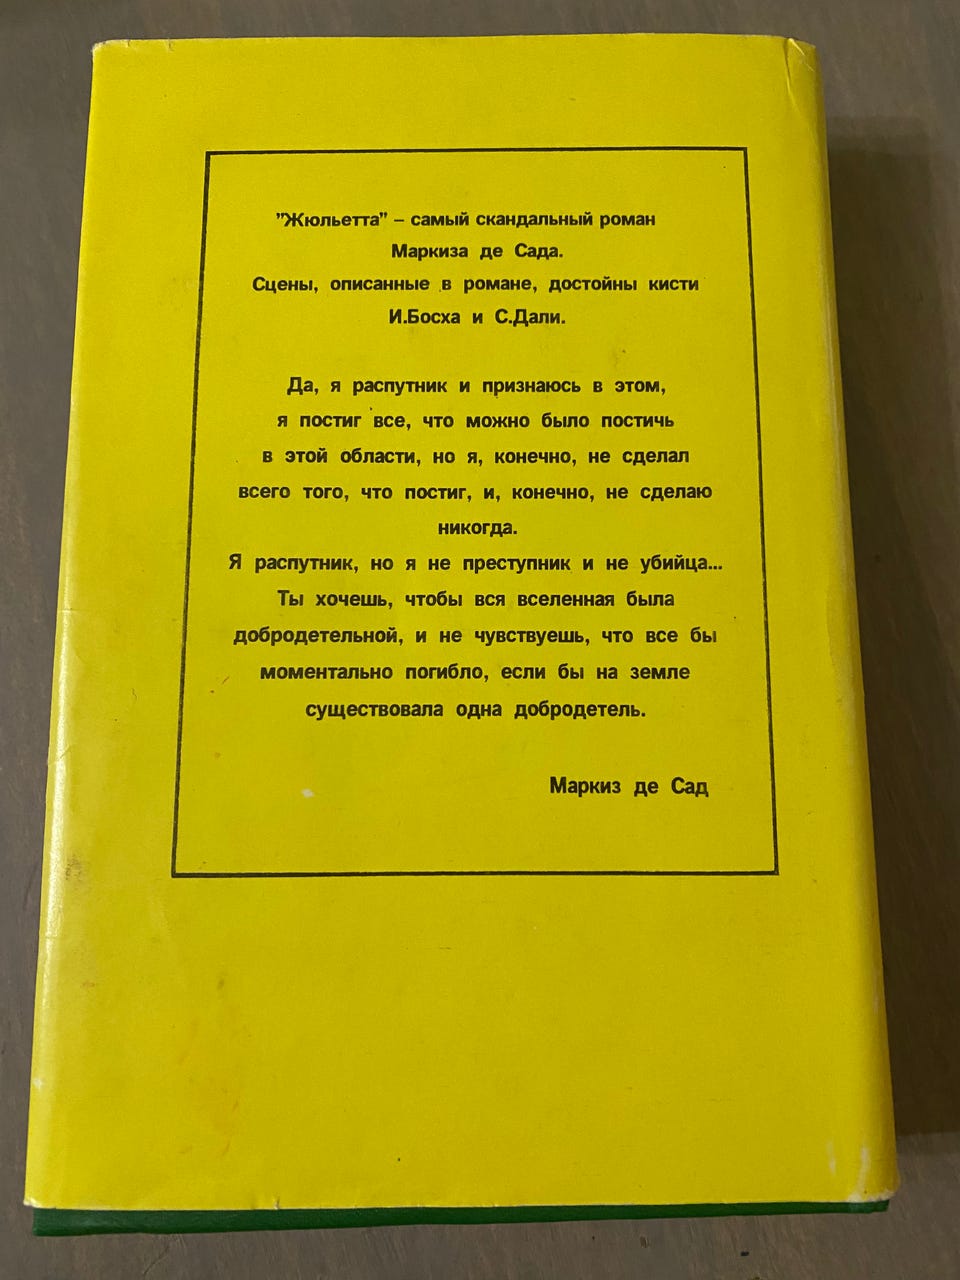 "Жюльетта" – самый скандальный роман
Маркиза де Сада.
Сцены, описанные в романе, достойны кисти
И.Босха и С.Дали.
Да, я распутник и признаюсь в этом,
я постиг все, что можно было постичь
в этой области, но я, конечно, не сделал
всего того, что постиг, и, конечно, не сделаю
никогда.
Я распутник, но я не преступник и не убийца...
Ты хочешь, чтобы вся вселенная была
добродетельной, и не чувствуешь, что все бы
моментально погибло, если бы на земле
существовала одна добродетель.
Маркиз де Сад